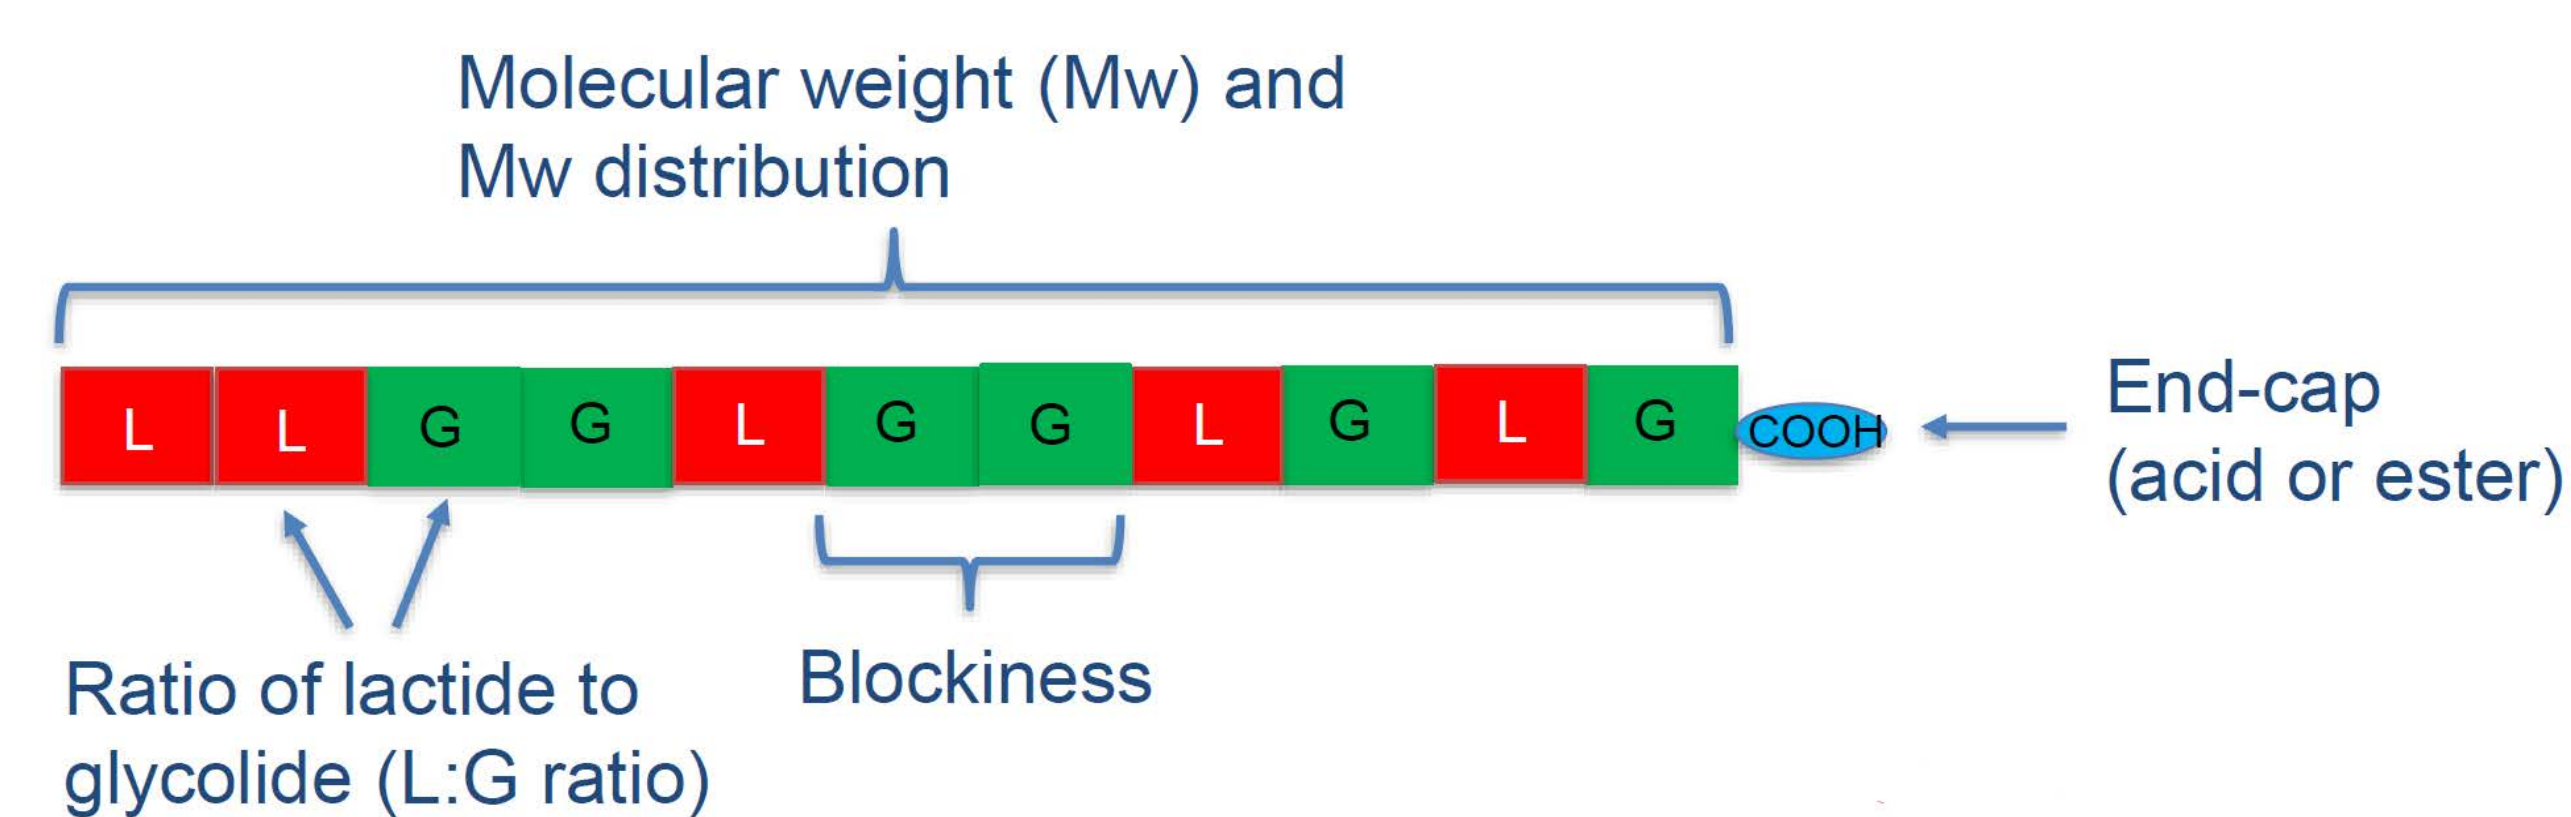 Molecular weight (Mw) and
Mw distribution
L L G G L G G L G L G COOH
End-cap
(acid or ester)
Ratio of lactide to
glycolide (L:G ratio)
Blockiness